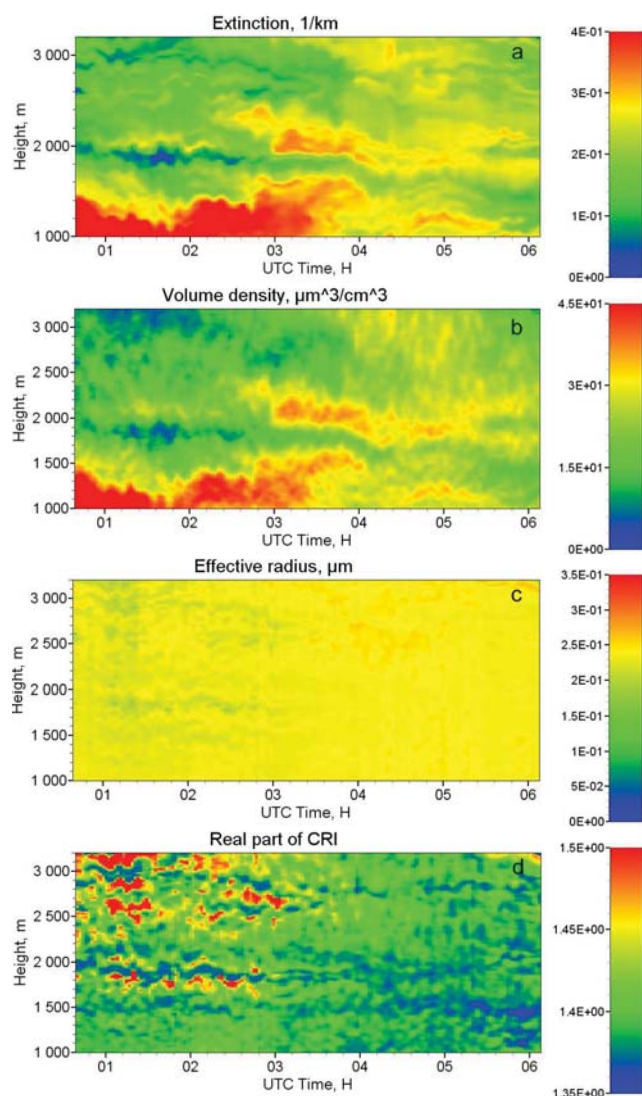 Extinction, 1/km
a
Height, m
3 000
2 000
1 000
01 02 03 04 05 06
UTC Time, H
4E-01
3E-01
2E-01
1E-01
0E+00
Volume density, µm^3/cm^3
b
Height, m
3 000
2 500
2 000
1 500
1 000
01 02 03 04 05 06
UTC Time, H
4.5E+01
3E+01
1.5E+01
0E+00
Effective radius, µm
c
Height, m
3 000
2 500
2 000
1 500
1 000
01 02 03 04 05 06
UTC Time, H
3.5E-01
3E-01
2.5E-01
2E-01
1.5E-01
1E-01
5E-02
0E+00
Real part of CRI
d
Height, m
3 000
2 500
2 000
1 500
1 000
01 02 03 04 05 06
UTC Time, H
1.5E+00
1.45E+00
1.4E+00
1.35E+00